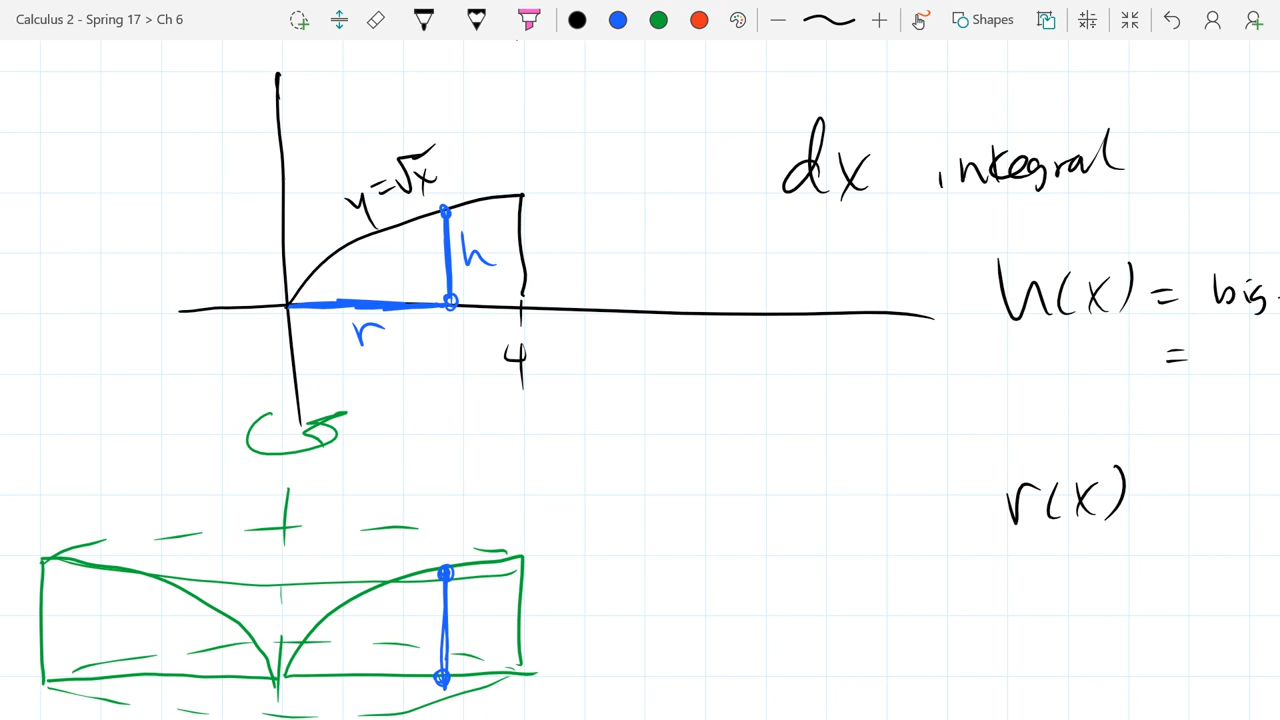 Calculus 2 - Spring 17 > Ch 6
Shapes
y=√x
h
r
4
dx integral
h(x) = big -
=
r(x)